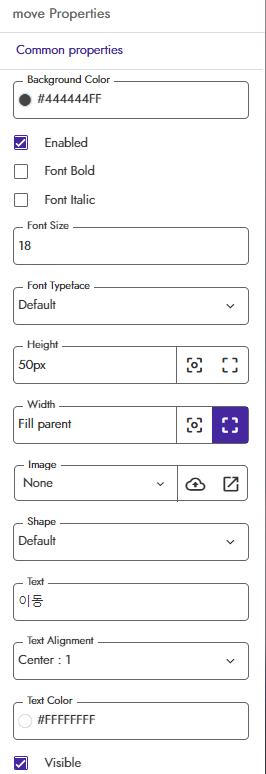 move Properties
Common properties
Background Color
#444444FF
Enabled
Font Bold
Font Italic
Font Size
18
Font Typeface
Default
Height
50px
Width
Fill parent
Image
None
Shape
Default
Text
이동
Text Alignment
Center : 1
Text Color
#FFFFFFFF
Visible